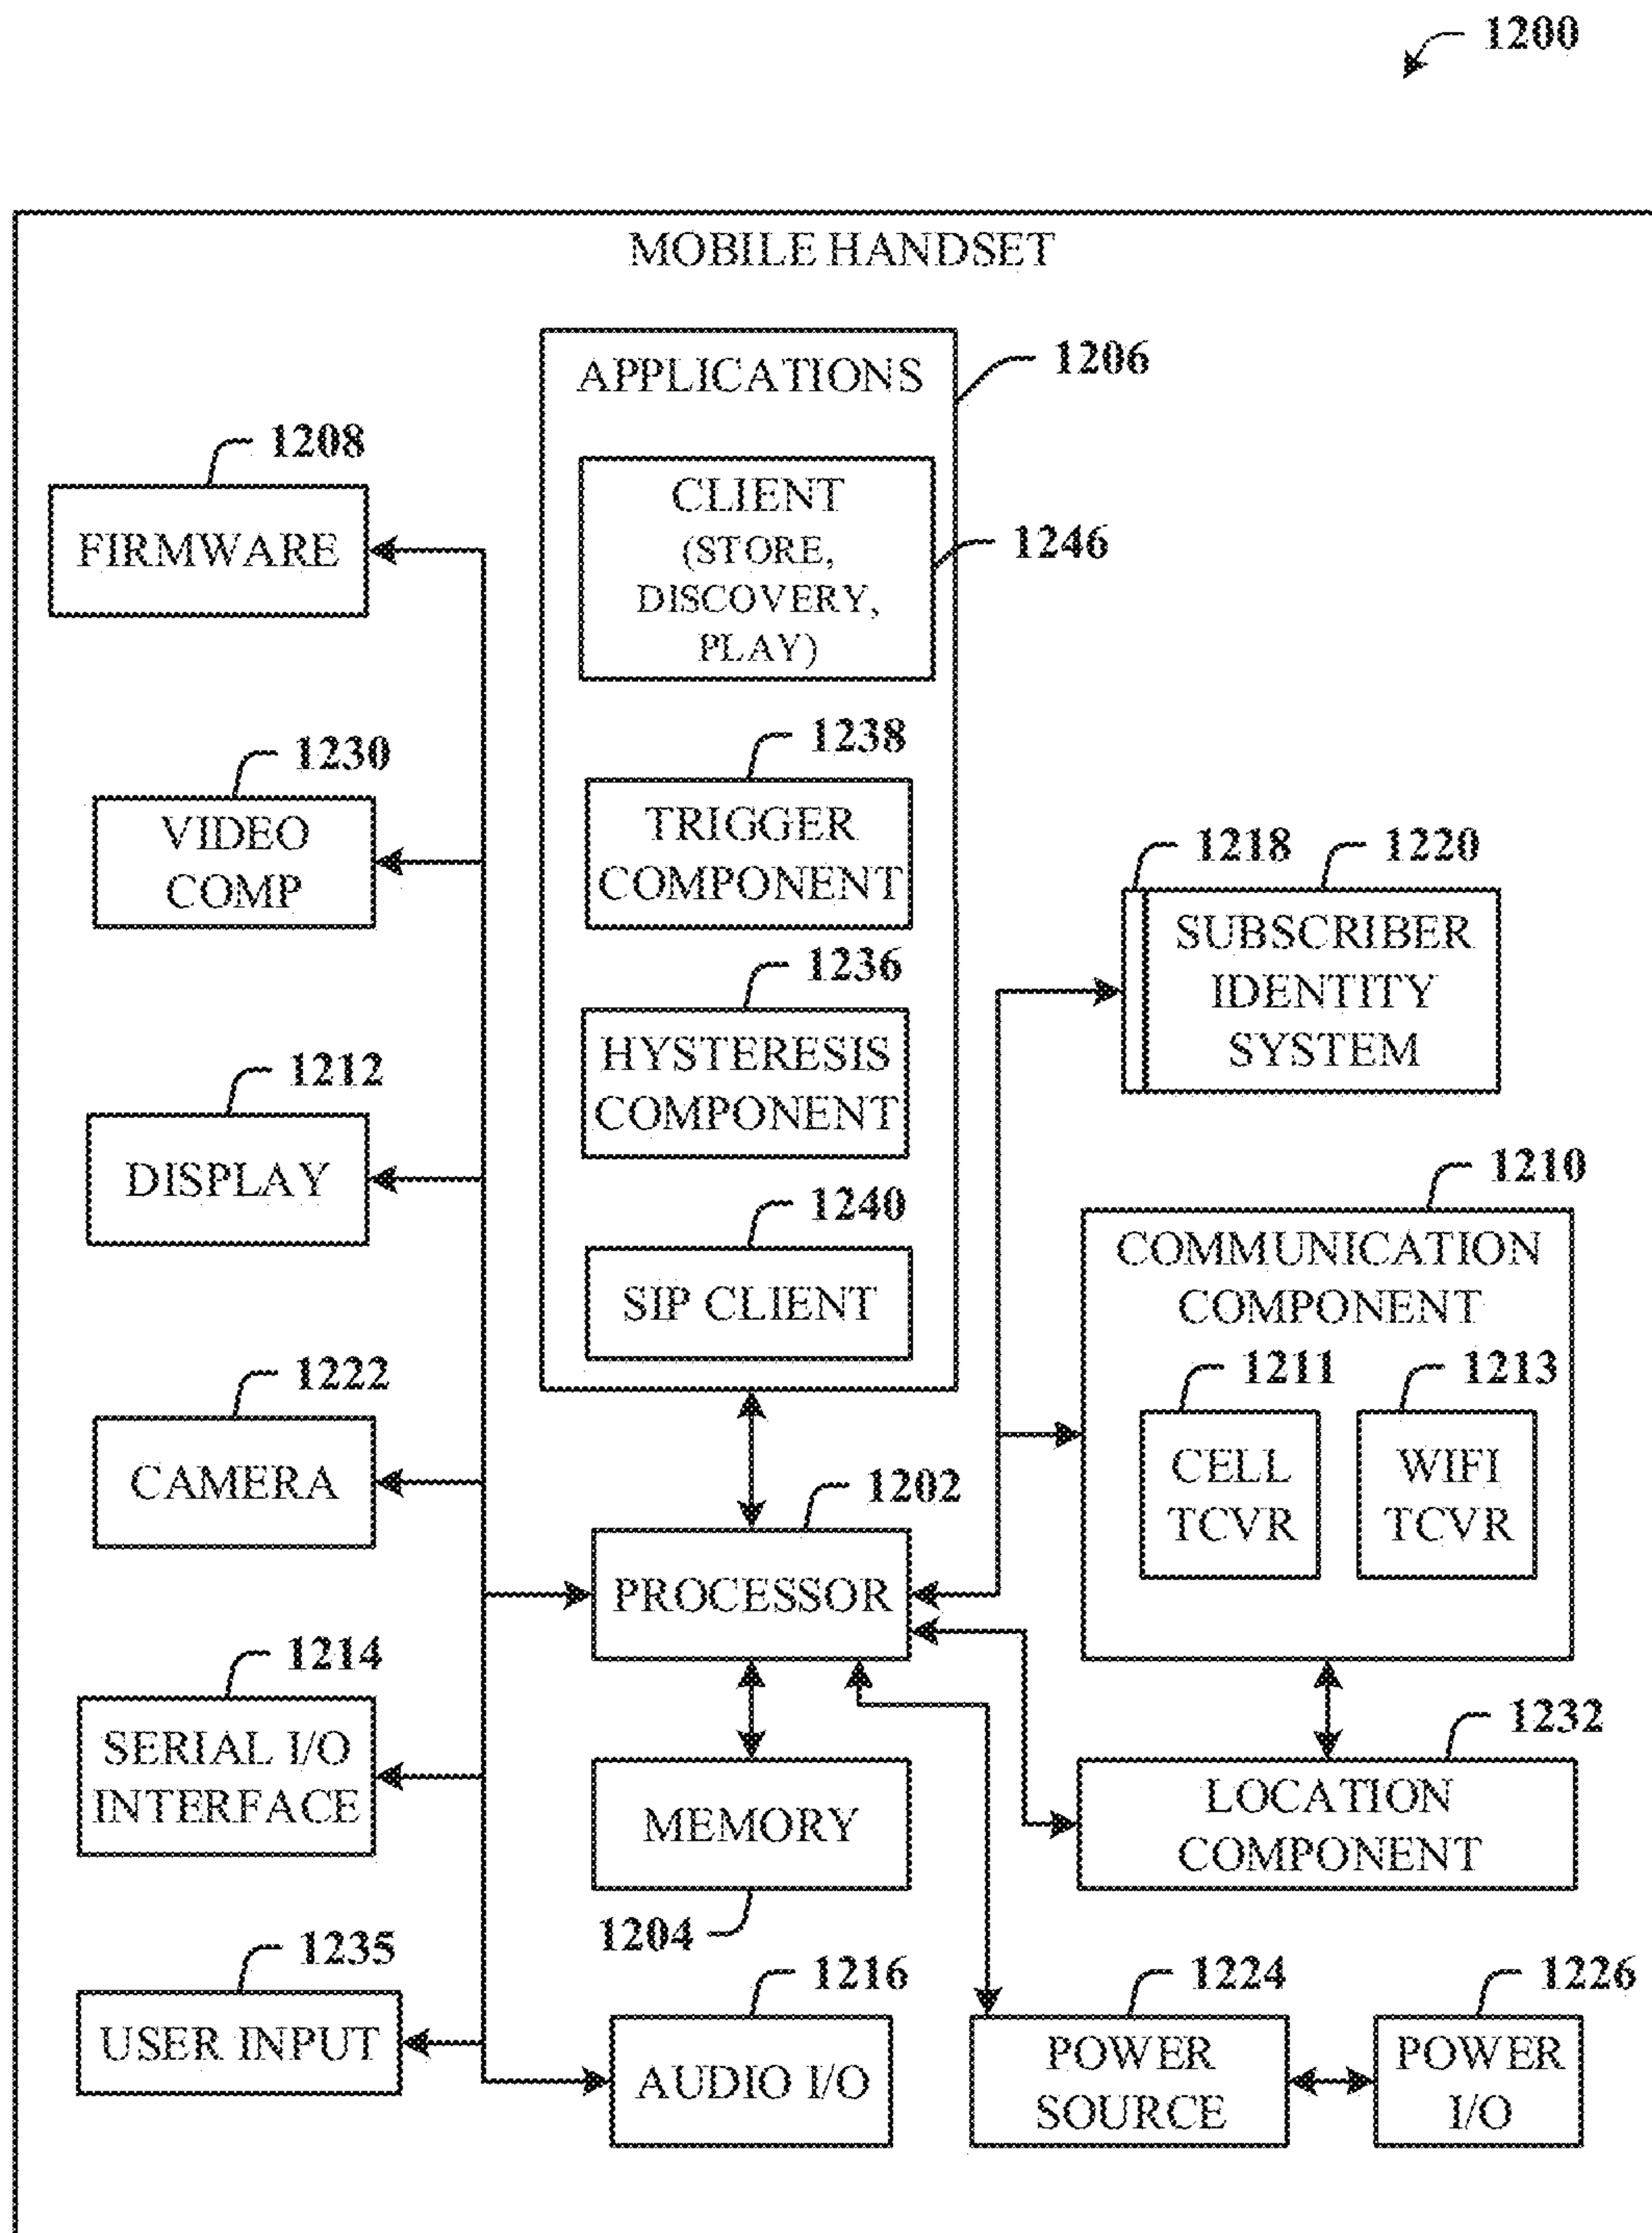 1200
MOBILE HANDSET
APPLICATIONS
1206
CLIENT
(STORE,
DISCOVERY,
PLAY)
1246
1238
TRIGGER
COMPONENT
1236
HYSTERESIS
COMPONENT
1240
SIP CLIENT
1208
FIRMWARE
1230
VIDEO
COMP
1212
DISPLAY
1222
CAMERA
1214
SERIAL I/O
INTERFACE
1235
USER INPUT
1202
PROCESSOR
MEMORY
1204
1216
AUDIO I/O
1218
1220
SUBSCRIBER
IDENTITY
SYSTEM
1210
COMMUNICATION
COMPONENT
1211
CELL
TCVR
1213
WIFI
TCVR
1232
LOCATION
COMPONENT
1224
POWER
SOURCE
1226
POWER
I/O